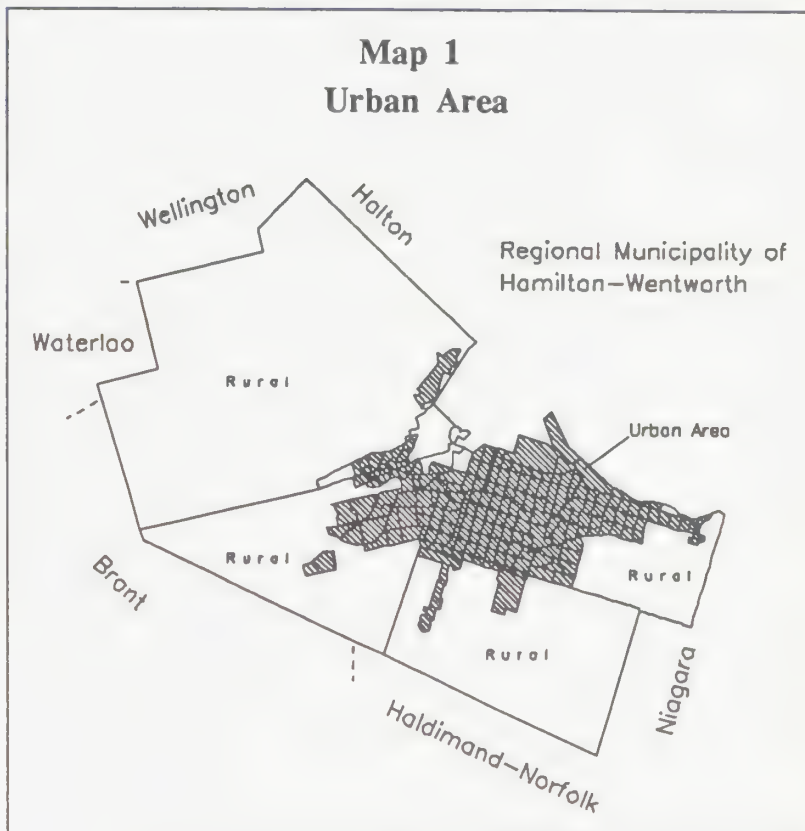 Map 1
Urban Area
Wellington
Halton
Regional Municipality of
Hamilton-Wentworth
Waterlao
Rural
Urban Area
Rural
Rural
Brant
Rural
Niagara
Haldimand-Norfolk